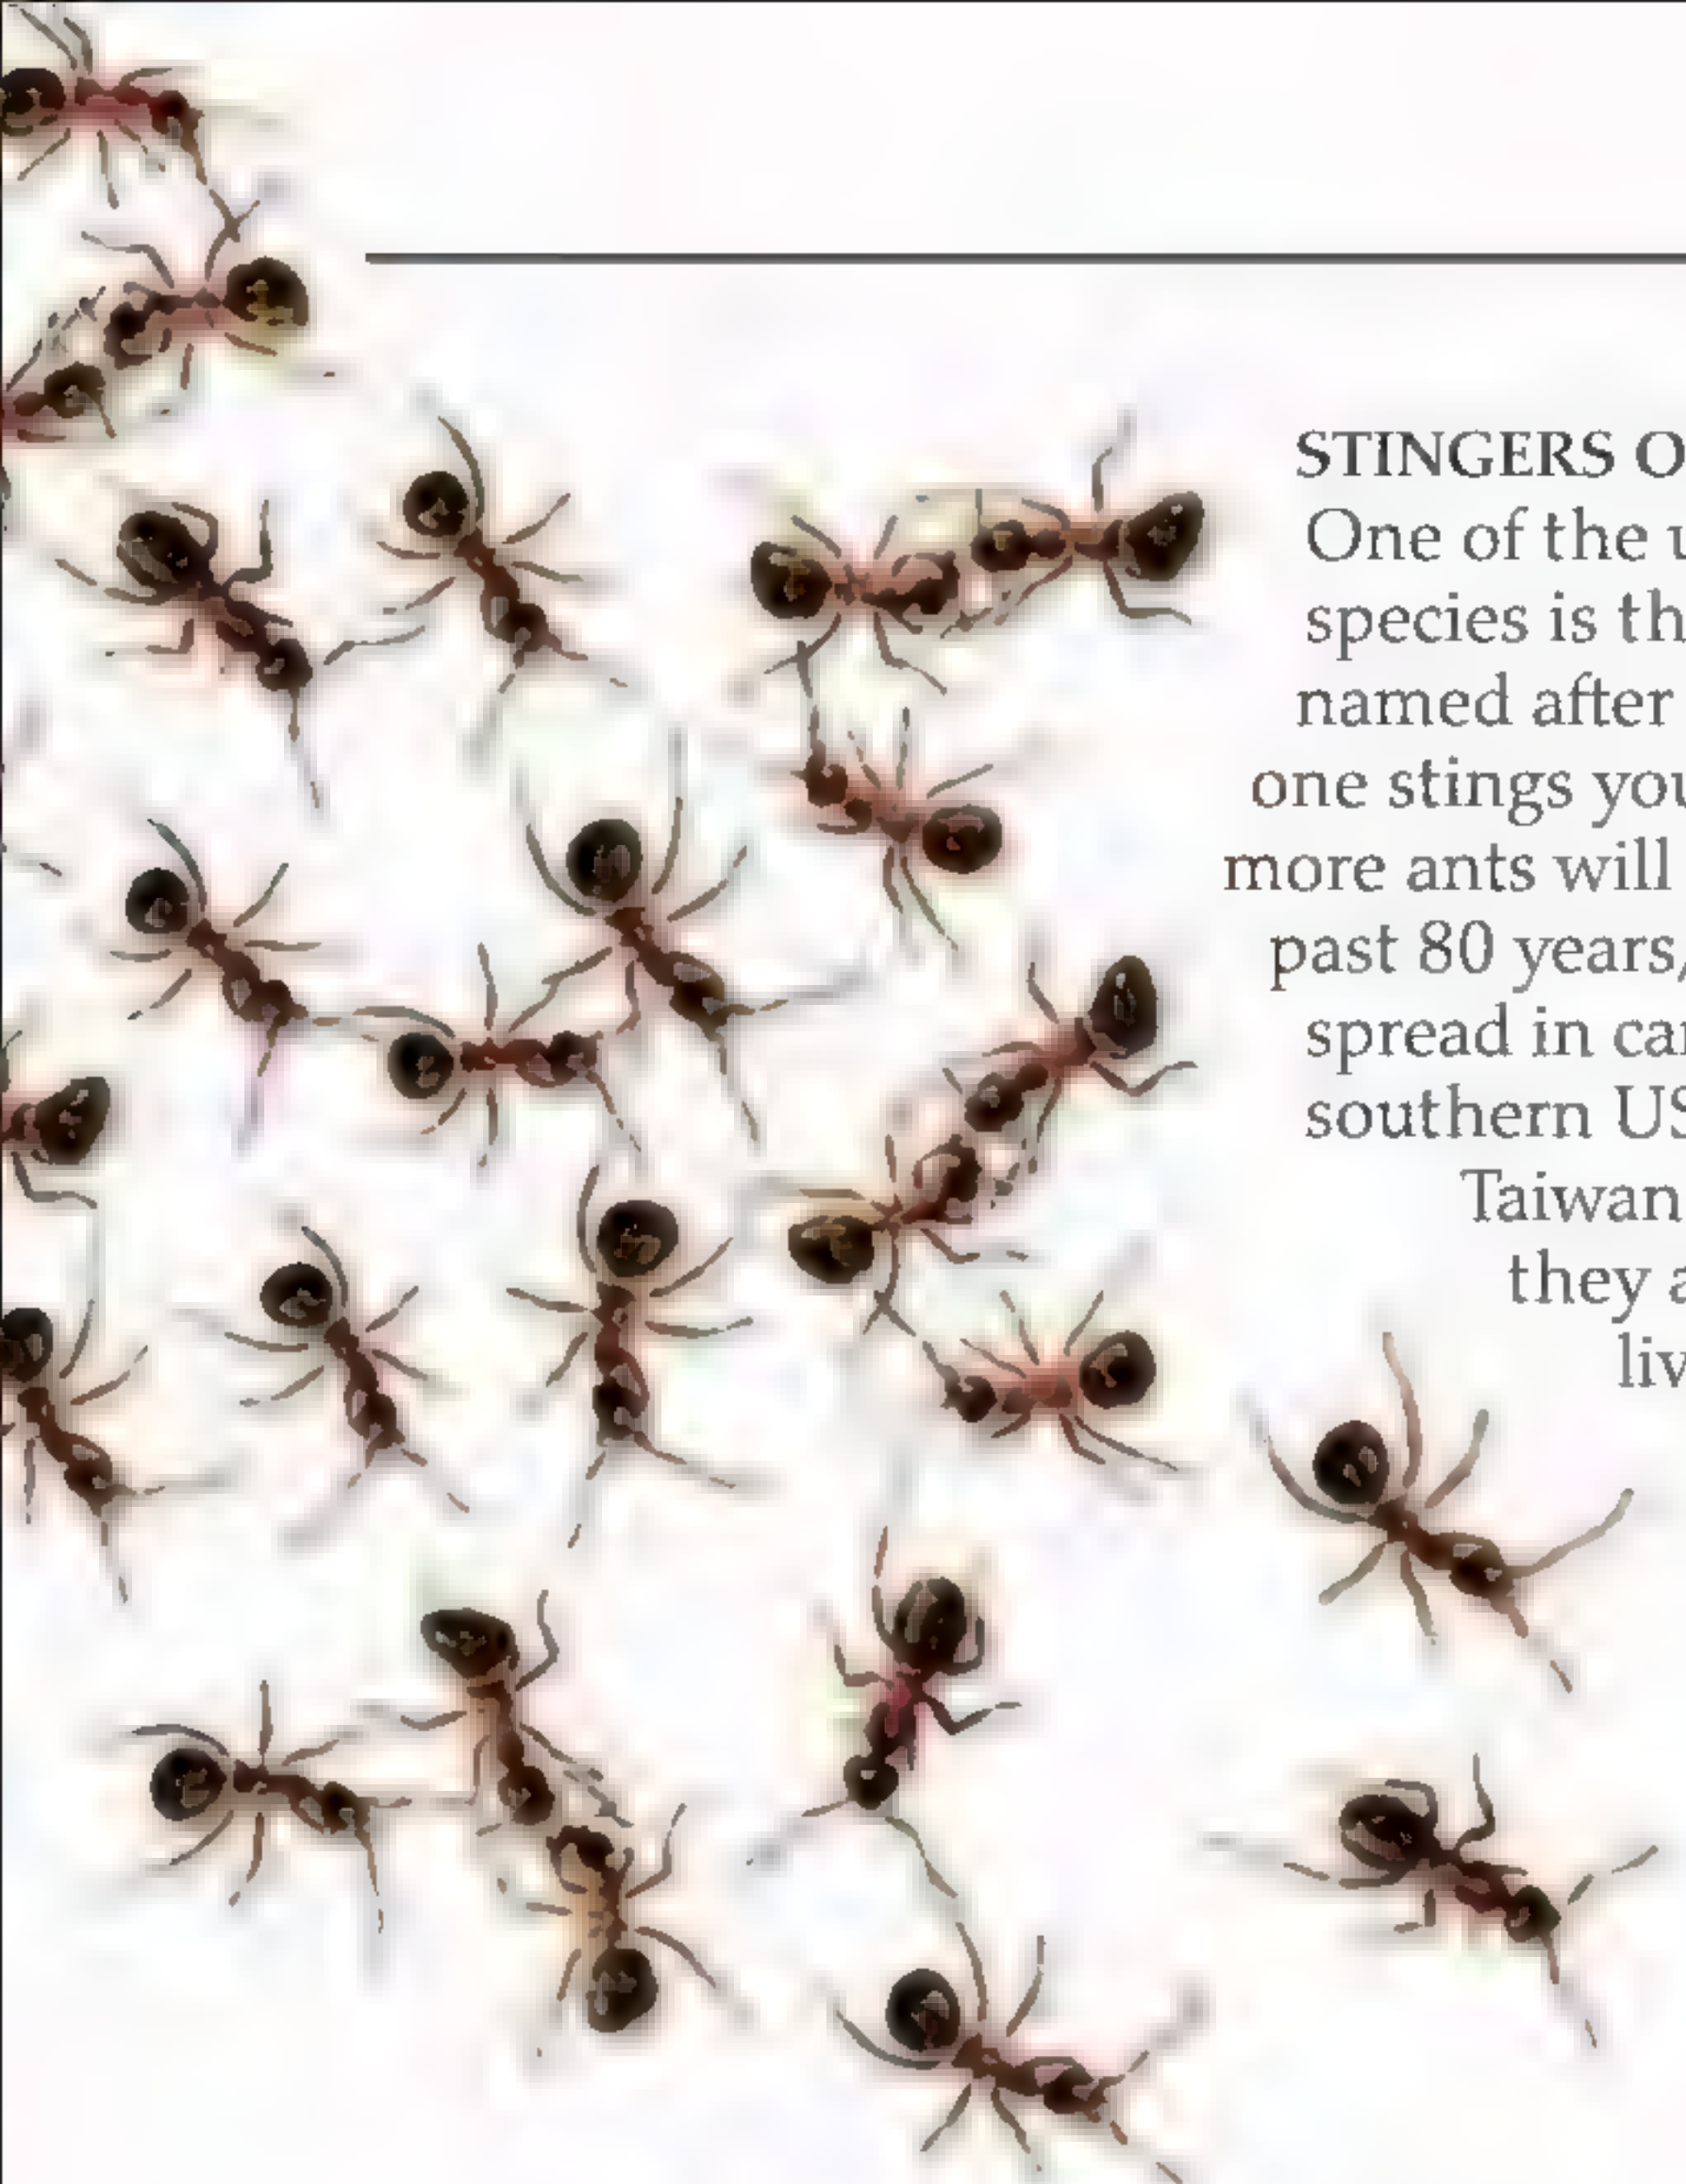 STINGERS O
One of the u
species is th
named after
one stings you
more ants will
past 80 years,
spread in car
southern US
Taiwan
they a
liv